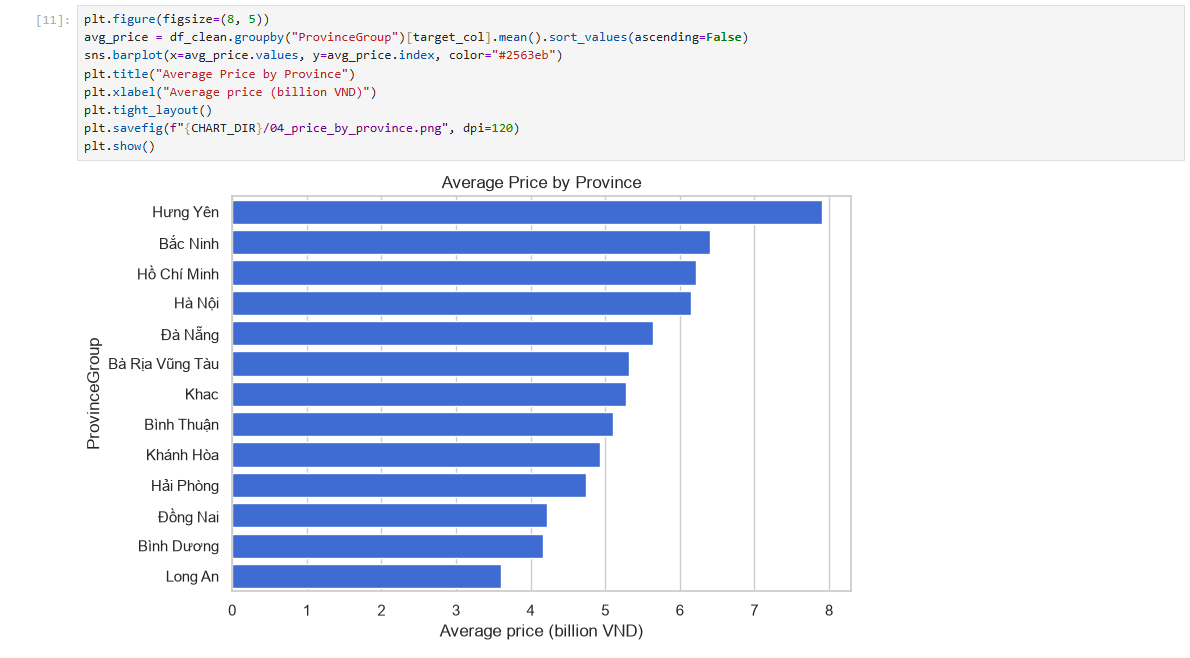 [11]:
plt.figure(figsize=(8, 5))
avg_price = df_clean.groupby("ProvinceGroup")[target_col].mean().sort_values(ascending=False)
sns.barplot(x=avg_price.values, y=avg_price.index, color="#2563eb")
plt.title("Average Price by Province")
plt.xlabel("Average price (billion VND)")
plt.tight_layout()
plt.savefig(f"{CHART_DIR}/04_price_by_province.png", dpi=120)
plt.show()
Average Price by Province
ProvinceGroup
Hưng Yên
Bắc Ninh
Hồ Chí Minh
Hà Nội
Đà Nẵng
Bà Rịa Vũng Tàu
Khac
Bình Thuận
Khánh Hòa
Hải Phòng
Đồng Nai
Bình Dương
Long An
0 1 2 3 4 5 6 7 8
Average price (billion VND)